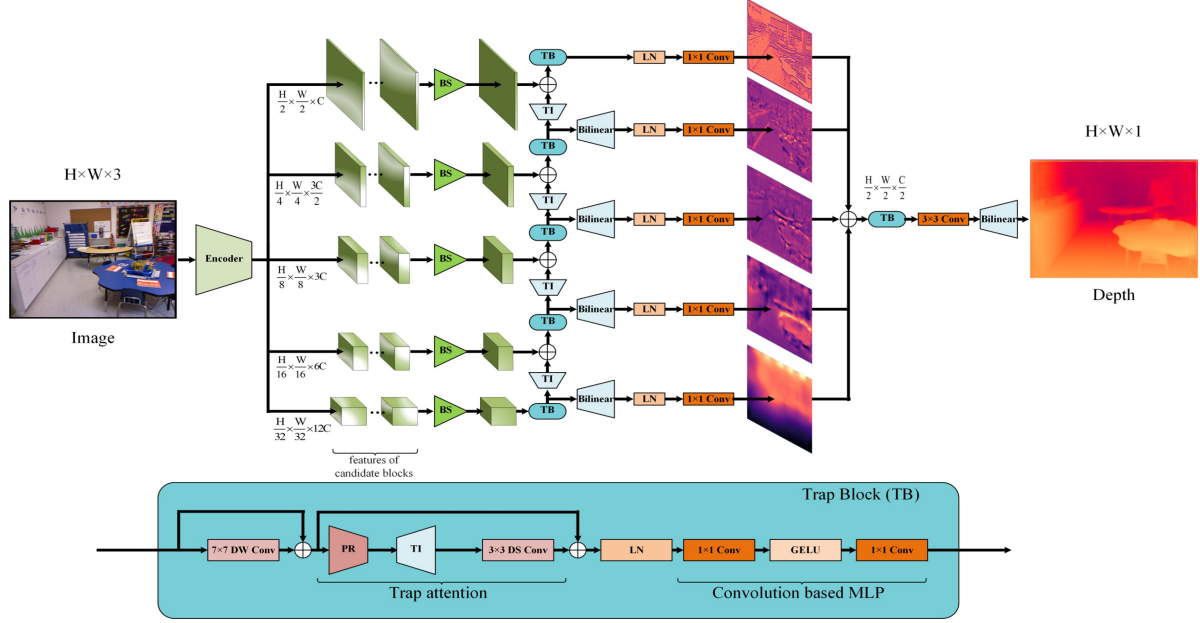 H×W×3
Image
Encoder
H/2 × W/2 × C
H/4 × W/4 × 3C/2
H/8 × W/8 × 3C
H/16 × W/16 × 6C
H/32 × W/32 × 12C
features of
candidate blocks
BS
BS
BS
BS
BS
TB
TI
TB
TI
TB
TI
TB
TI
TB
Bilinear
Bilinear
Bilinear
Bilinear
LN
1×1 Conv
LN
1×1 Conv
LN
1×1 Conv
LN
1×1 Conv
LN
1×1 Conv
H/2 × W/2 × C/2
TB
3×3 Conv
Bilinear
H×W×1
Depth
Trap Block (TB)
7×7 DW Conv
PR
TI
3×3 DS Conv
LN
1×1 Conv
GELU
1×1 Conv
Trap attention
Convolution based MLP